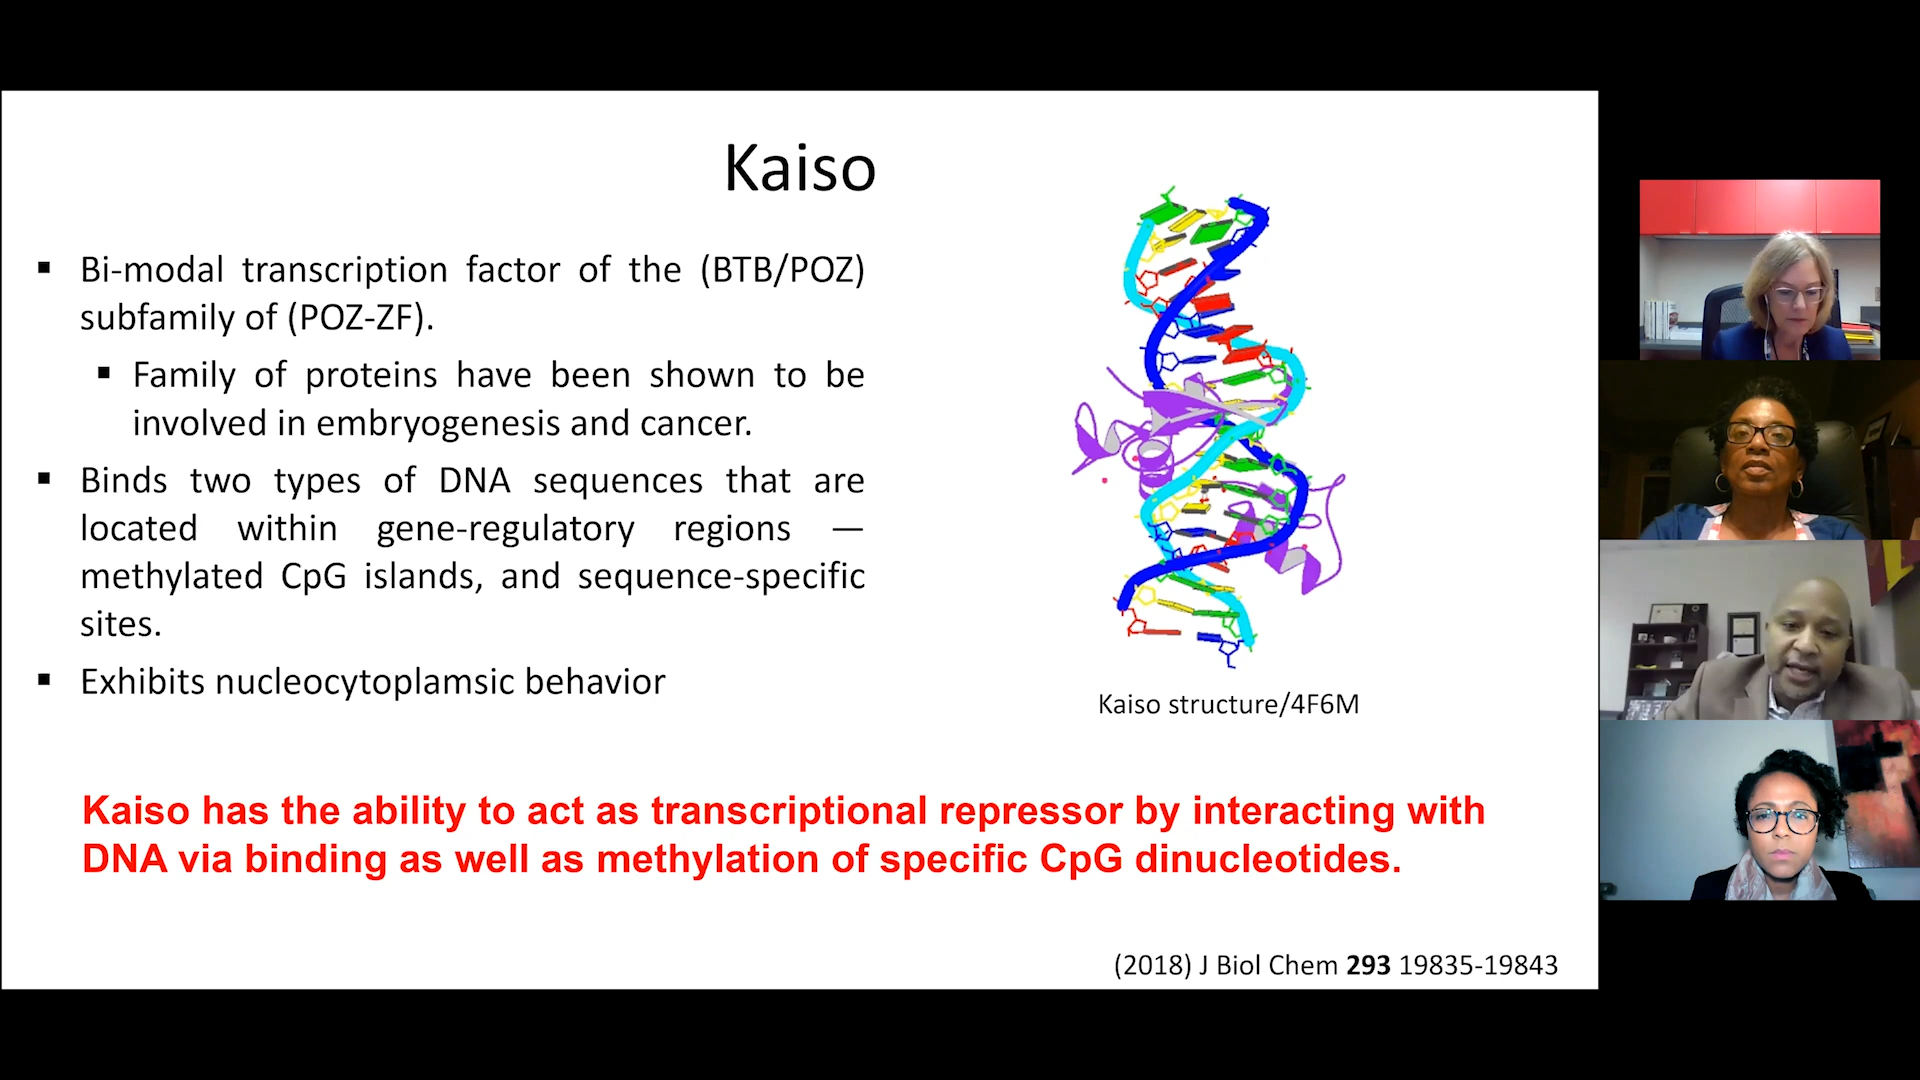 Kaiso
▪ Bi-modal transcription factor of the (BTB/POZ)
subfamily of (POZ-ZF).
▪ Family of proteins have been shown to be
involved in embryogenesis and cancer.
▪ Binds two types of DNA sequences that are
located within gene-regulatory regions —
methylated CpG islands, and sequence-specific
sites.
▪ Exhibits nucleocytoplamsic behavior
Kaiso structure/4F6M
Kaiso has the ability to act as transcriptional repressor by interacting with
DNA via binding as well as methylation of specific CpG dinucleotides.
(2018) J Biol Chem 293 19835-19843